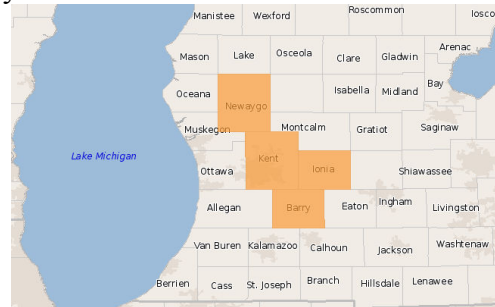 Manistee Wexford Roscommon Iosco
Mason Lake Osceola Clare Gladwin Arenac
Oceana Newaygo Isabella Midland Bay
Muskegon Montcalm Gratiot Saginaw
Lake Michigan Ottawa Kent Ionia Shiawassee
Allegan Barry Eaton Ingham Livingston
Van Buren Kalamazoo Calhoun Jackson Washtenaw
Berrien Cass St. Joseph Branch Hillsdale Lenawee